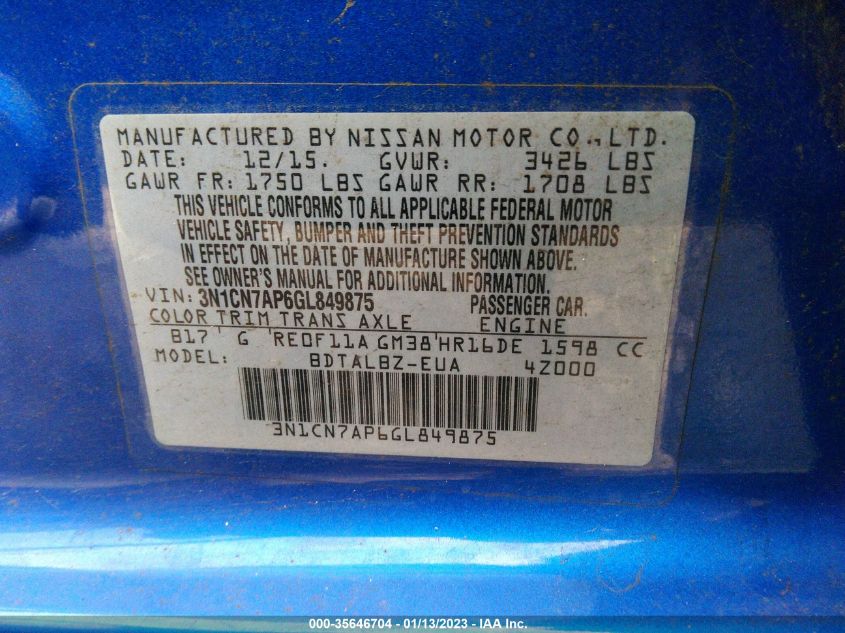 MANUFACTURED BY NISSAN MOTOR CO., LTD.
DATE: 12/15. GVWR: 3426 LBS
GAWR FR: 1750 LBS GAWR RR: 1708 LBS
THIS VEHICLE CONFORMS TO ALL APPLICABLE FEDERAL MOTOR
VEHICLE SAFETY, BUMPER AND THEFT PREVENTION STANDARDS
IN EFFECT ON THE DATE OF MANUFACTURE SHOWN ABOVE.
SEE OWNER'S MANUAL FOR ADDITIONAL INFORMATION.
VIN: 3N1CN7AP6GL849875 PASSENGER CAR.
COLOR TRIM TRANS AXLE ENGINE
B17' G 'RE0F11A GM38'HR16DE 1598 CC
MODEL: BDTALBZ-EUA 4Z000
3N1CN7AP6GL849875
000-35646704 - 01/13/2023 - IAA Inc.